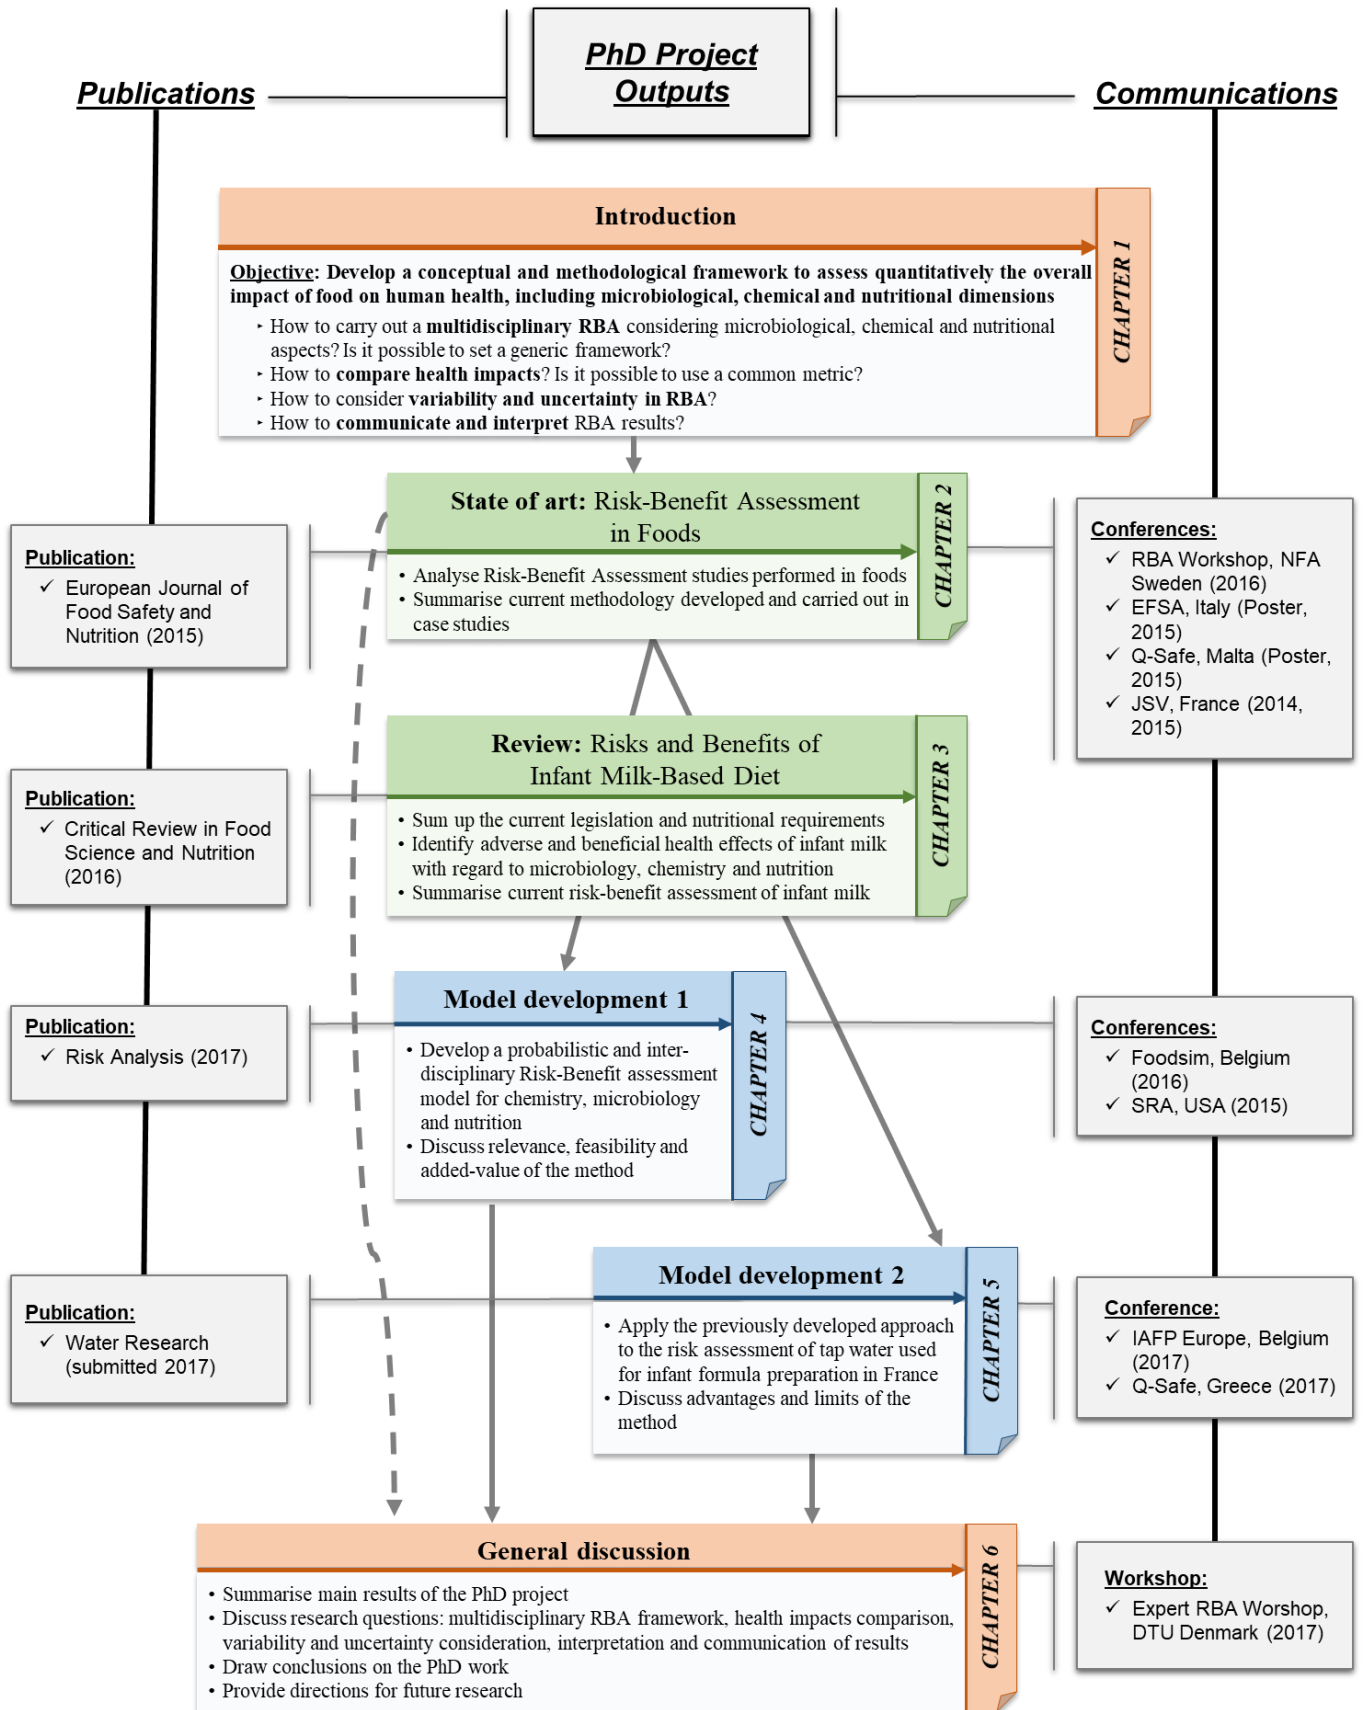 PhD Project
Outputs
Publications
Communications
Introduction
CHAPTER 1
Objective: Develop a conceptual and methodological framework to assess quantitatively the overall
impact of food on human health, including microbiological, chemical and nutritional dimensions
‣ How to carry out a multidisciplinary RBA considering microbiological, chemical and nutritional
aspects? Is it possible to set a generic framework?
‣ How to compare health impacts? Is it possible to use a common metric?
‣ How to consider variability and uncertainty in RBA?
‣ How to communicate and interpret RBA results?
State of art: Risk-Benefit Assessment
in Foods
CHAPTER 2
• Analyse Risk-Benefit Assessment studies performed in foods
• Summarise current methodology developed and carried out in
case studies
Publication:
✓ European Journal of
Food Safety and
Nutrition (2015)
Conferences:
✓ RBA Workshop, NFA
Sweden (2016)
✓ EFSA, Italy (Poster,
2015)
✓ Q-Safe, Malta (Poster,
2015)
✓ JSV, France (2014,
2015)
Review: Risks and Benefits of
Infant Milk-Based Diet
CHAPTER 3
• Sum up the current legislation and nutritional requirements
• Identify adverse and beneficial health effects of infant milk
with regard to microbiology, chemistry and nutrition
• Summarise current risk-benefit assessment of infant milk
Publication:
✓ Critical Review in Food
Science and Nutrition
(2016)
Model development 1
CHAPTER 4
• Develop a probabilistic and inter-
disciplinary Risk-Benefit assessment
model for chemistry, microbiology
and nutrition
• Discuss relevance, feasibility and
added-value of the method
Publication:
✓ Risk Analysis (2017)
Conferences:
✓ Foodsim, Belgium
(2016)
✓ SRA, USA (2015)
Model development 2
CHAPTER 5
• Apply the previously developed approach
to the risk assessment of tap water used
for infant formula preparation in France
• Discuss advantages and limits of the
method
Publication:
✓ Water Research
(submitted 2017)
Conference:
✓ IAFP Europe, Belgium
(2017)
✓ Q-Safe, Greece (2017)
General discussion
CHAPTER 6
• Summarise main results of the PhD project
• Discuss research questions: multidisciplinary RBA framework, health impacts comparison,
variability and uncertainty consideration, interpretation and communication of results
• Draw conclusions on the PhD work
• Provide directions for future research
Workshop:
✓ Expert RBA Worshop,
DTU Denmark (2017)